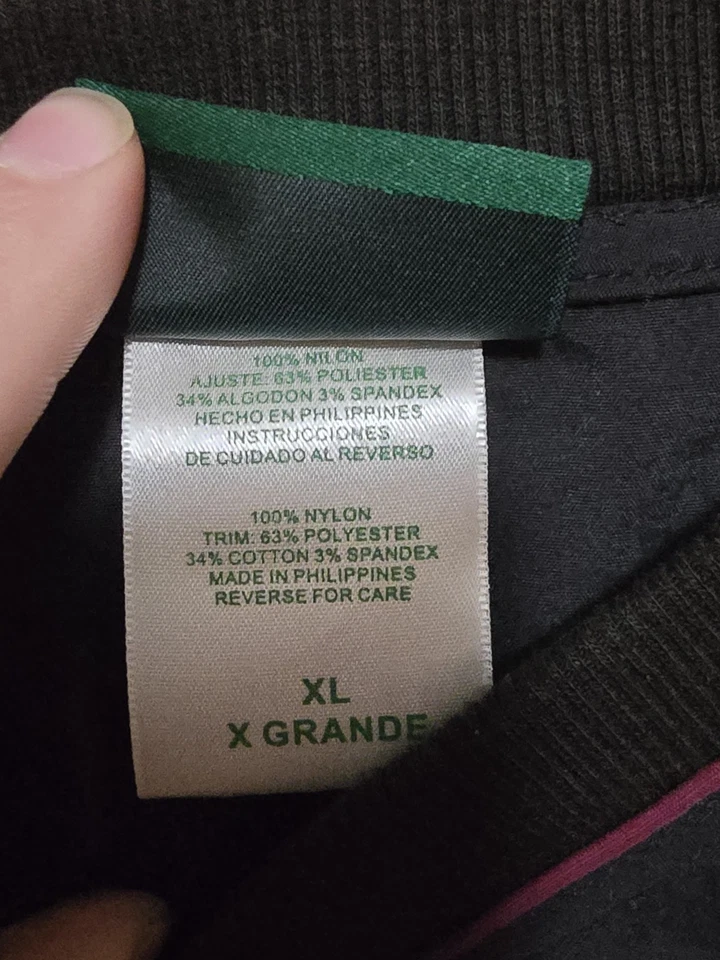 100% NILON
AJUSTE: 63% POLIESTER
34% ALGODON 3% SPANDEX
HECHO EN PHILIPPINES
INSTRUCCIONES
DE CUIDADO AL REVERSO
100% NYLON
TRIM: 63% POLYESTER
34% COTTON 3% SPANDEX
MADE IN PHILIPPINES
REVERSE FOR CARE
XL
X GRANDE